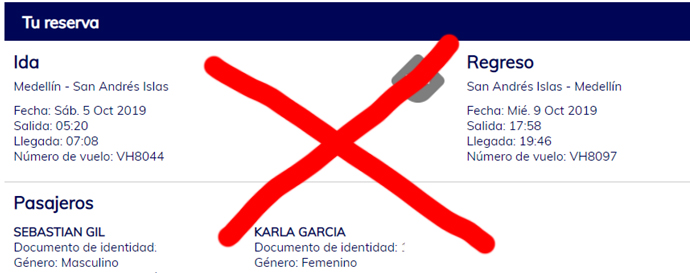 Tu reserva
Ida
Medellín - San Andrés Islas
Fecha: Sáb. 5 Oct 2019
Salida: 05:20
Llegada: 07:08
Número de vuelo: VH8044
Regreso
San Andrés Islas - Medellín
Fecha: Mié. 9 Oct 2019
Salida: 17:58
Llegada: 19:46
Número de vuelo: VH8097
Pasajeros
SEBASTIAN GIL
Documento de identidad:
Género: Masculino
KARLA GARCIA
Documento de identidad:
Género: Femenino